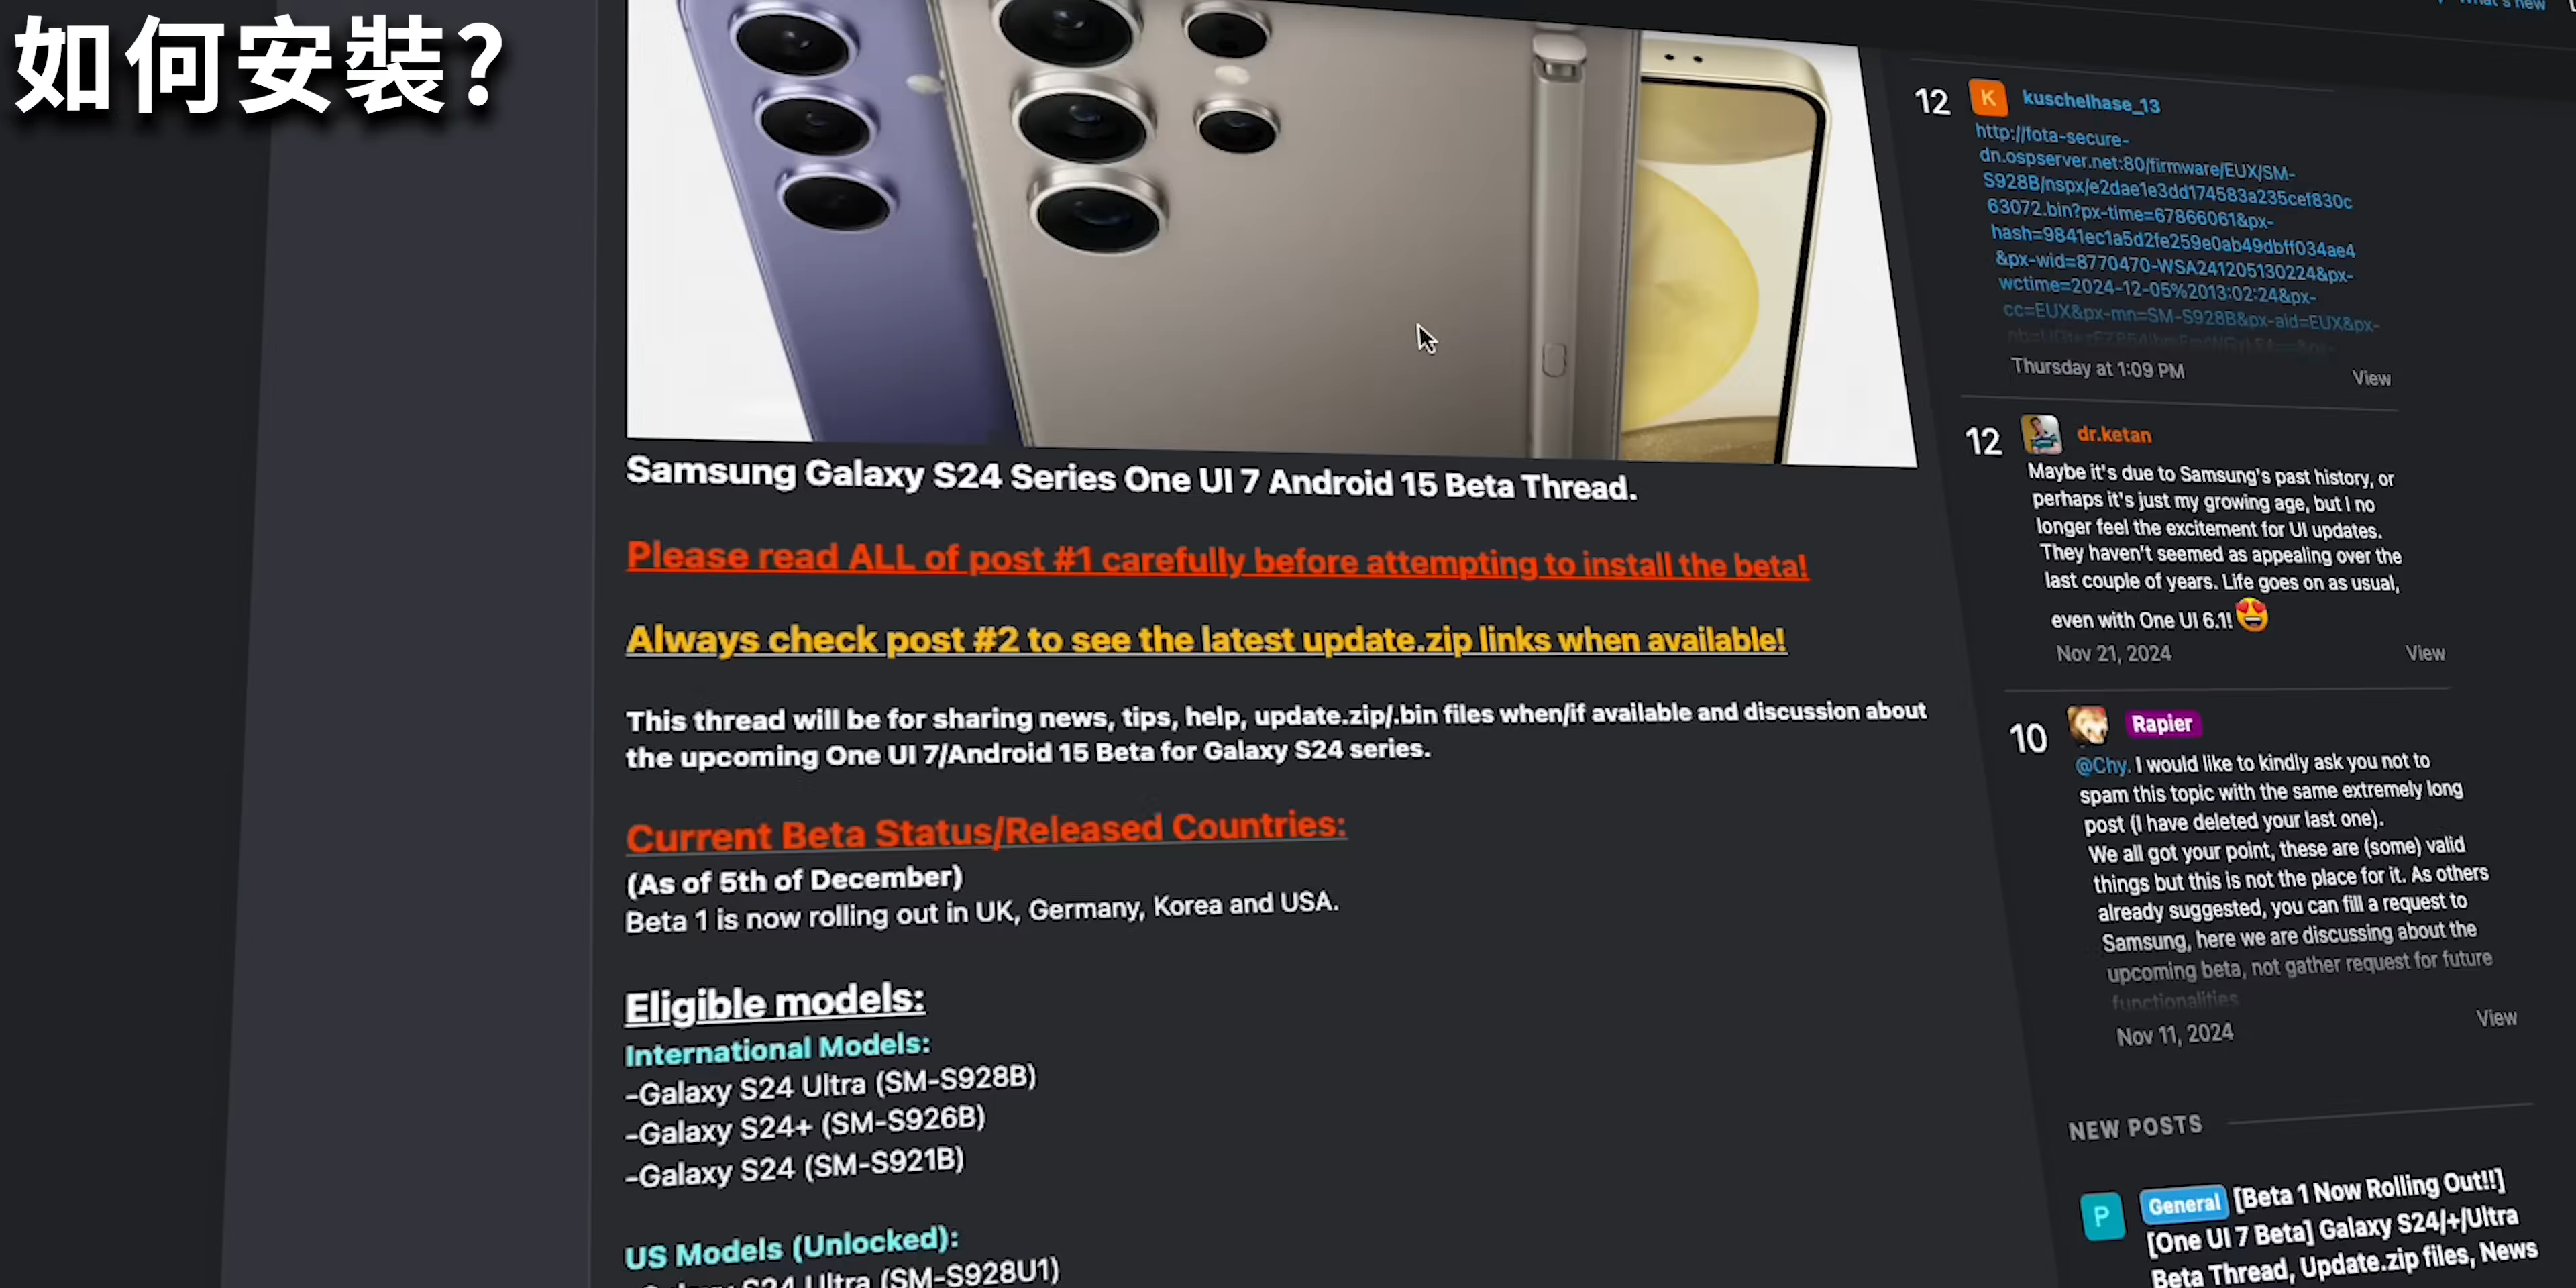 如何安裝?
Samsung Galaxy S24 Series One UI 7 Android 15 Beta Thread.
Please read ALL of post #1 carefully before attempting to install the beta!
Always check post #2 to see the latest update.zip links when available!
This thread will be for sharing news, tips, help, update.zip/.bin files when/if available and discussion about
the upcoming One UI 7/Android 15 Beta for Galaxy S24 series.
Current Beta Status/Released Countries:
(As of 5th of December)
Beta 1 is now rolling out in UK, Germany, Korea and USA.
Eligible models:
International Models:
-Galaxy S24 Ultra (SM-S928B)
-Galaxy S24+ (SM-S926B)
-Galaxy S24 (SM-S921B)
US Models (Unlocked):
-Galaxy S24 Ultra (SM-S928U1)
What's new
12 K kuschelhase_13
http://fota-secure-
dn.ospserver.net:80/firmware/EUX/SM-
S928B/nspx/e2dae1e3dd174583a235cef830c
63072.bin?px-time=67866061&px-
hash=9841ec1a5d2fe259e0ab49dbff034ae4
&px-wid=8770470-WSA241205130224&px-
wctime=2024-12-05%2013:02:24&px-
cc=EUX&px-mn=SM-S928B&px-aid=EUX&px-
Thursday at 1:09 PM View
12 dr.ketan
Maybe it's due to Samsung's past history, or
perhaps it's just my growing age, but I no
longer feel the excitement for UI updates.
They haven't seemed as appealing over the
last couple of years. Life goes on as usual,
even with One UI 6.1!
Nov 21, 2024 View
10 Rapier
@Chy. I would like to kindly ask you not to
spam this topic with the same extremely long
post (I have deleted your last one).
We all got your point, these are (some) valid
things but this is not the place for it. As others
already suggested, you can fill a request to
Samsung, here we are discussing about the
upcoming beta, not gather request for future
functionalities
Nov 11, 2024 View
NEW POSTS
P General [Beta 1 Now Rolling Out!!]
[One UI 7 Beta] Galaxy S24/+/Ultra
Beta Thread, Update.zip files, News